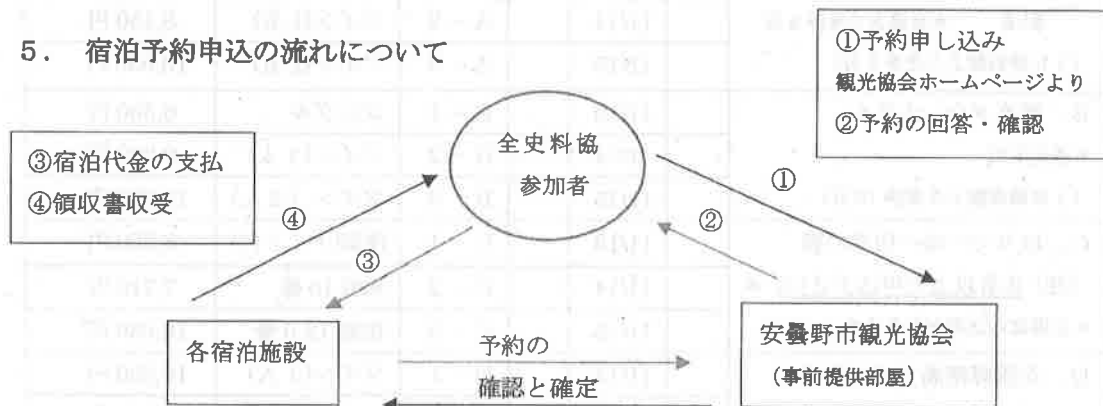 5. 宿泊予約申込の流れについて
①予約申し込み
観光協会ホームページより
②予約の回答・確認
③宿泊代金の支払
④領収書収受
全史料協
参加者
①
②
④
③
各宿泊施設
予約の
確認と確定
安曇野市観光協会
(事前提供部屋)